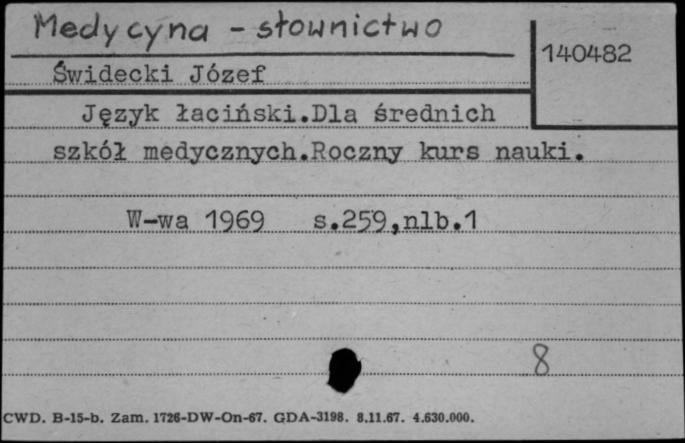 Medycyna - słownictwo
140482
Świdecki Józef
Język łaciński.Dla średnich
szkół medycznych.Roczny kurs nauki.
W-wa 1969 s.259,nlb.1
8
CWD. B-15-b. Zam. 1726-DW-On-67. GDA-3198. 8.11.67. 4.630.000.